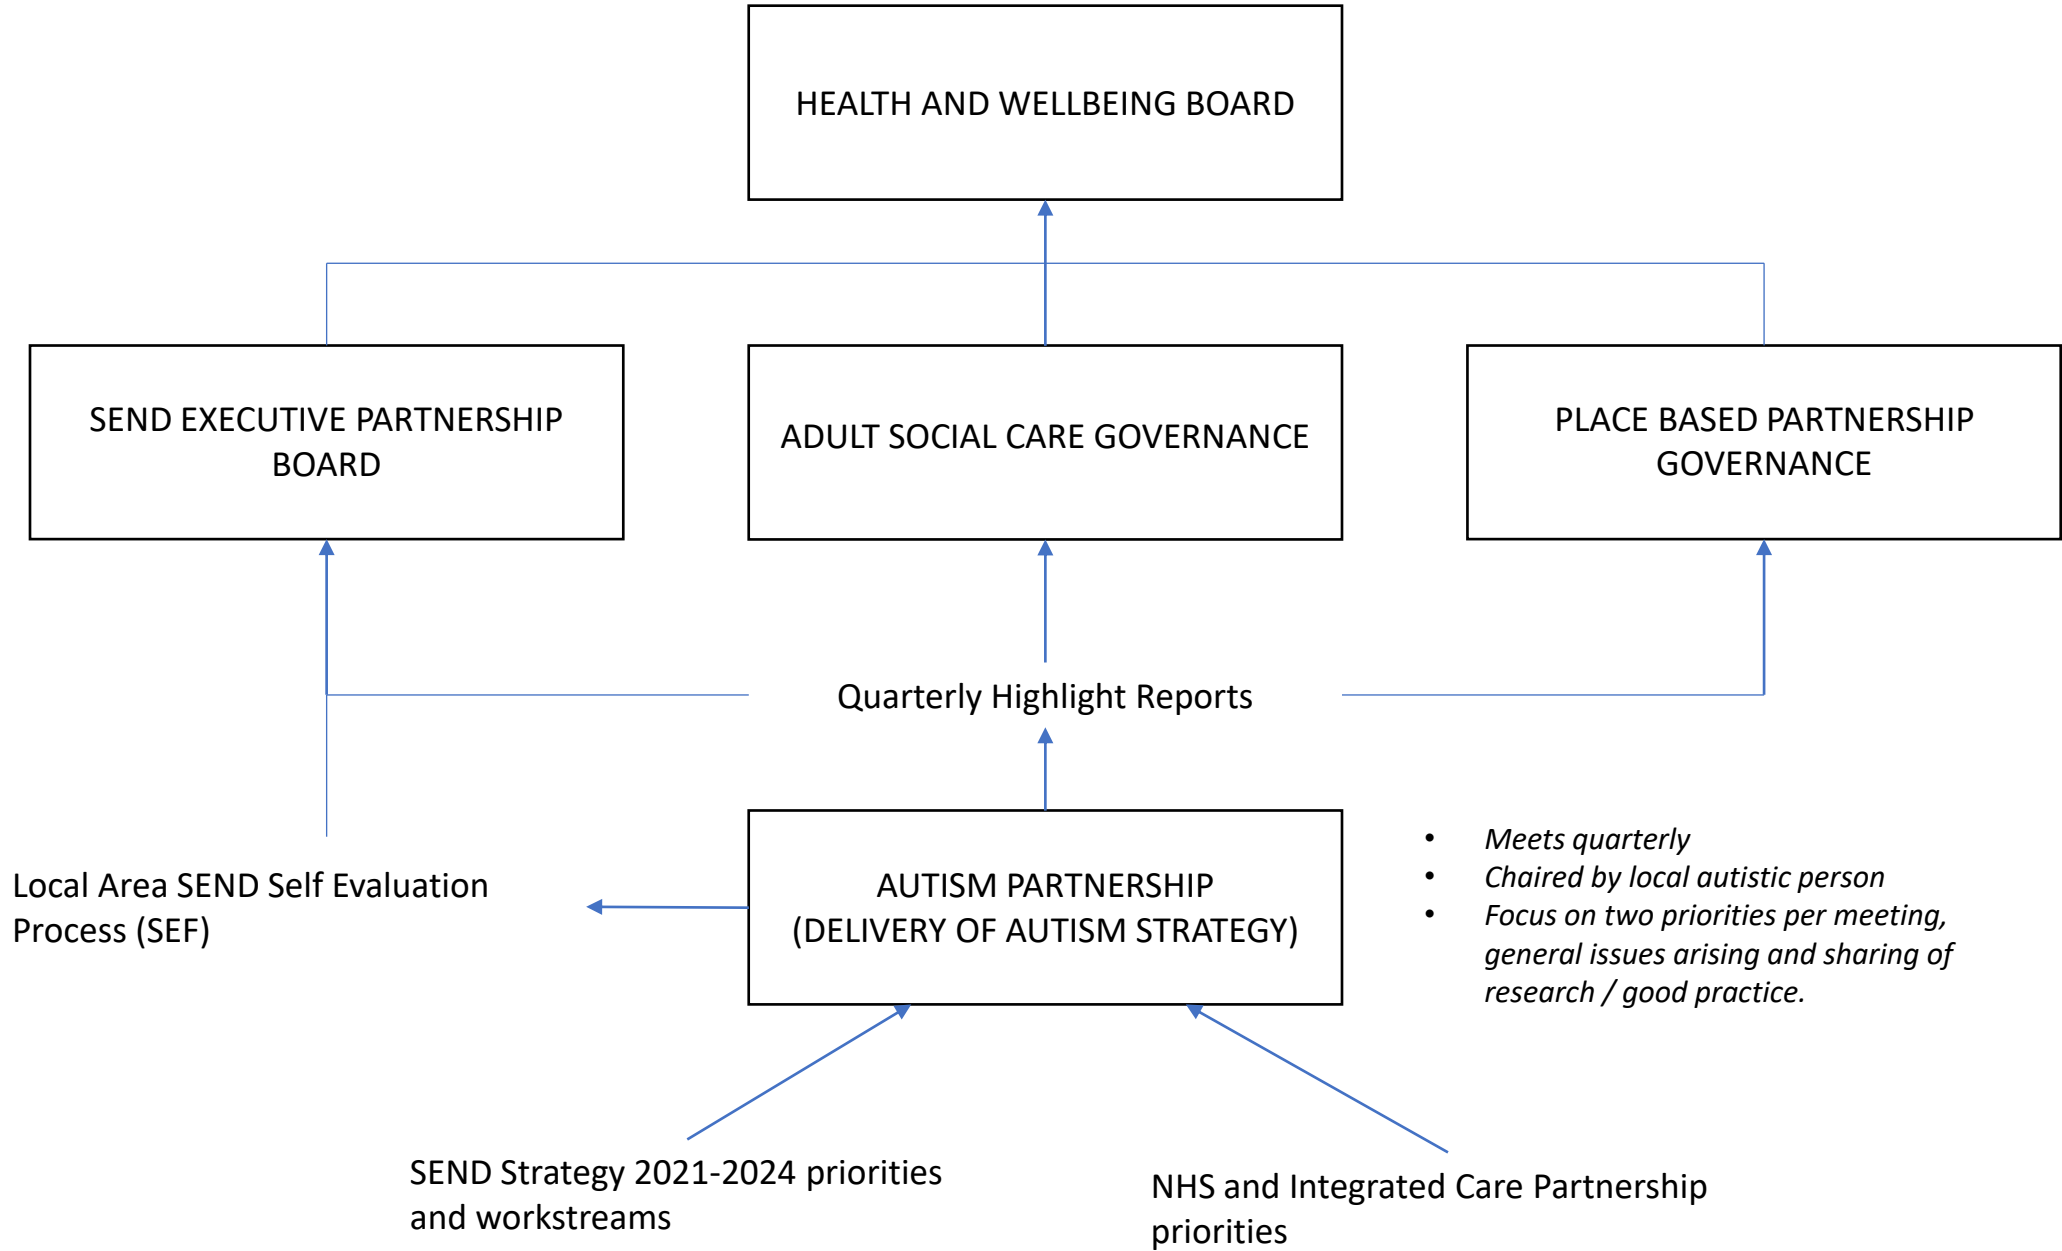 HEALTH AND WELLBEING BOARD
SEND EXECUTIVE PARTNERSHIP
BOARD
ADULT SOCIAL CARE GOVERNANCE
PLACE BASED PARTNERSHIP
GOVERNANCE
Quarterly Highlight Reports
Local Area SEND Self Evaluation
Process (SEF)
AUTISM PARTNERSHIP
(DELIVERY OF AUTISM STRATEGY)
• Meets quarterly
• Chaired by local autistic person
• Focus on two priorities per meeting,
general issues arising and sharing of
research / good practice.
SEND Strategy 2021-2024 priorities
and workstreams
NHS and Integrated Care Partnership
priorities